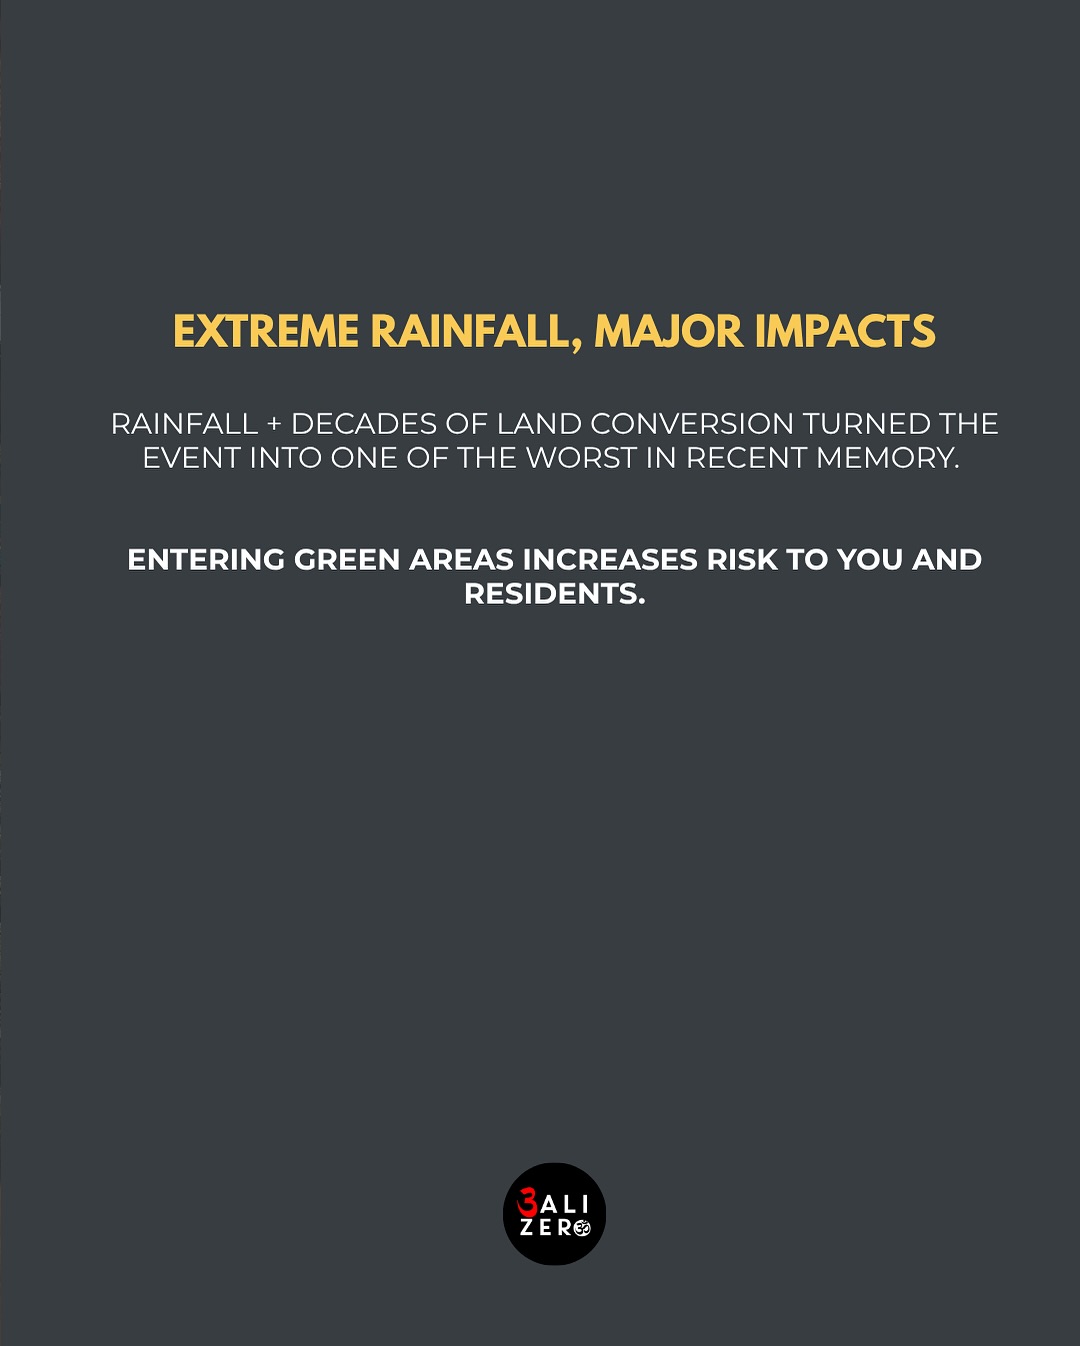 EXTREME RAINFALL, MAJOR IMPACTS
RAINFALL + DECADES OF LAND CONVERSION TURNED THE
EVENT INTO ONE OF THE WORST IN RECENT MEMORY.
ENTERING GREEN AREAS INCREASES RISK TO YOU AND
RESIDENTS.
3ALI
ZERO